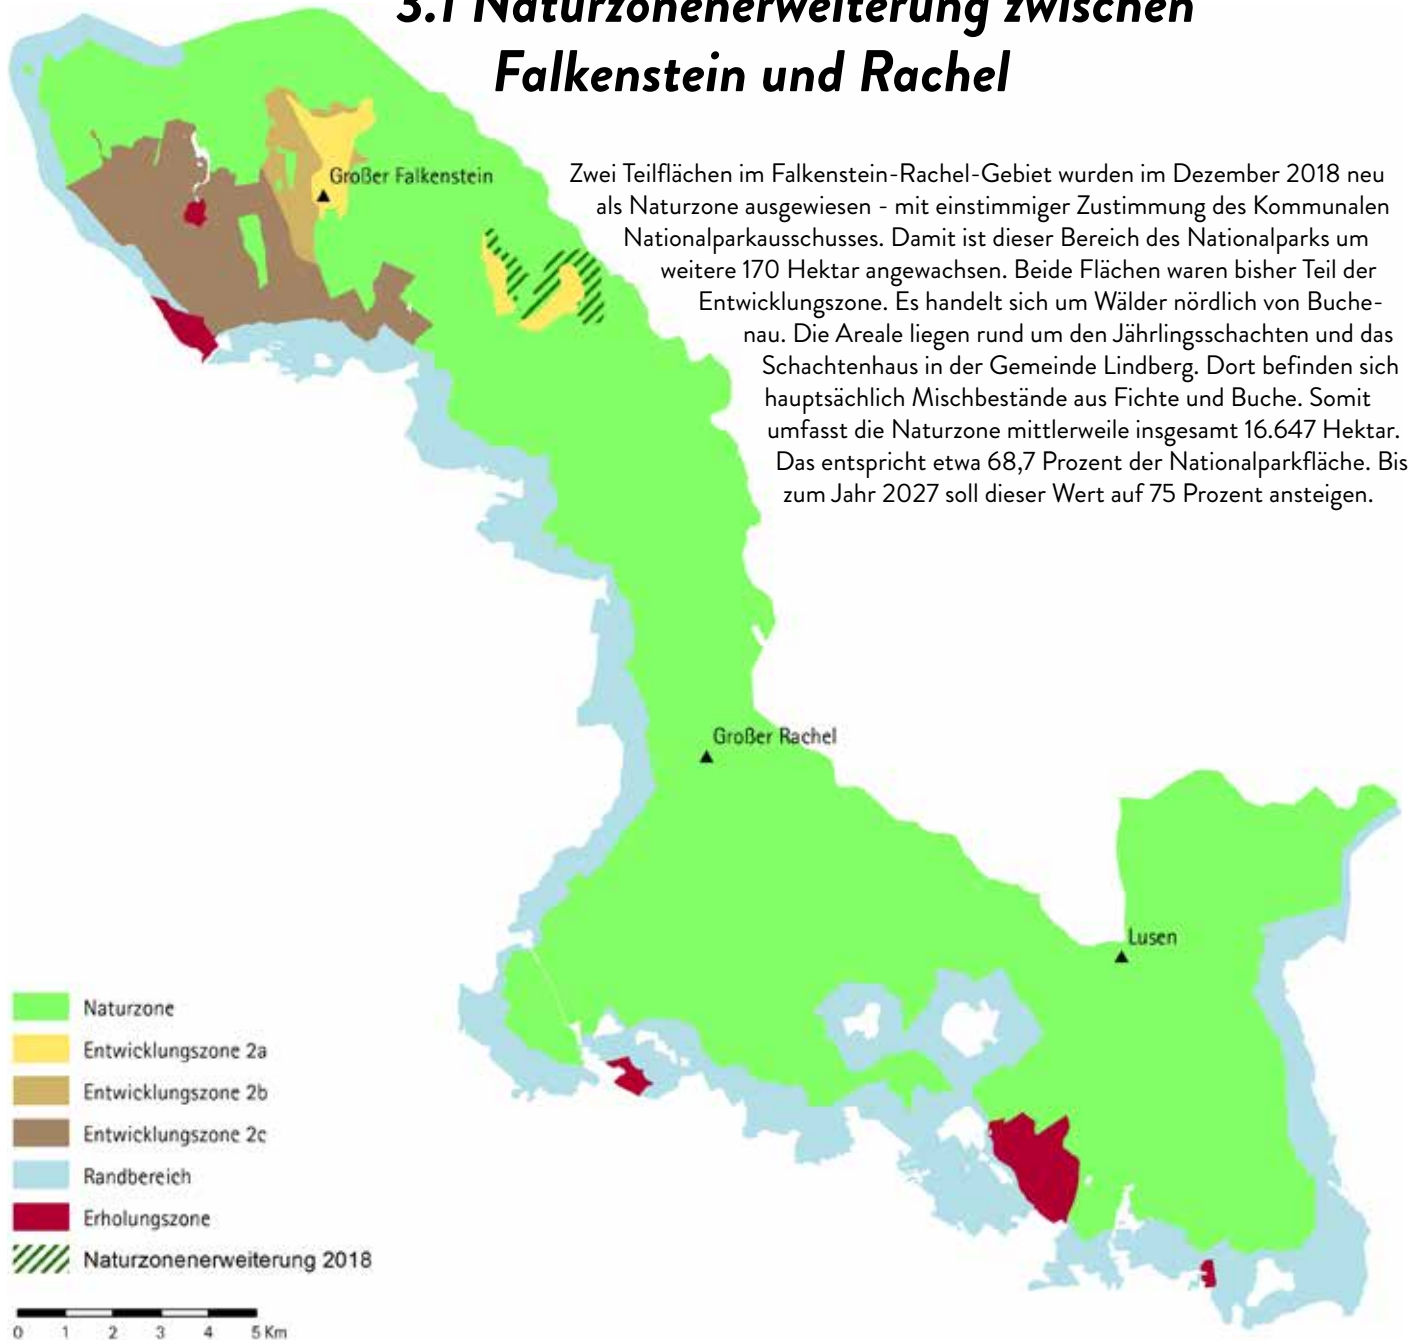 3.1 Naturzonenerweiterung zwischen
Falkenstein und Rachel
Zwei Teilflächen im Falkenstein-Rachel-Gebiet wurden im Dezember 2018 neu
als Naturzone ausgewiesen - mit einstimmiger Zustimmung des Kommunalen
Nationalparkausschusses. Damit ist dieser Bereich des Nationalparks um
weitere 170 Hektar angewachsen. Beide Flächen waren bisher Teil der
Entwicklungszone. Es handelt sich um Wälder nördlich von Buche-
nau. Die Areale liegen rund um den Jährlingsschachten und das
Schachtenhaus in der Gemeinde Lindberg. Dort befinden sich
hauptsächlich Mischbestände aus Fichte und Buche. Somit
umfasst die Naturzone mittlerweile insgesamt 16.647 Hektar.
Das entspricht etwa 68,7 Prozent der Nationalparkfläche. Bis
zum Jahr 2027 soll dieser Wert auf 75 Prozent ansteigen.
Großer Falkenstein
Großer Rachel
Lusen
Naturzone
Entwicklungszone 2a
Entwicklungszone 2b
Entwicklungszone 2c
Randbereich
Erholungszone
Naturzonenerweiterung 2018
0 1 2 3 4 5 Km